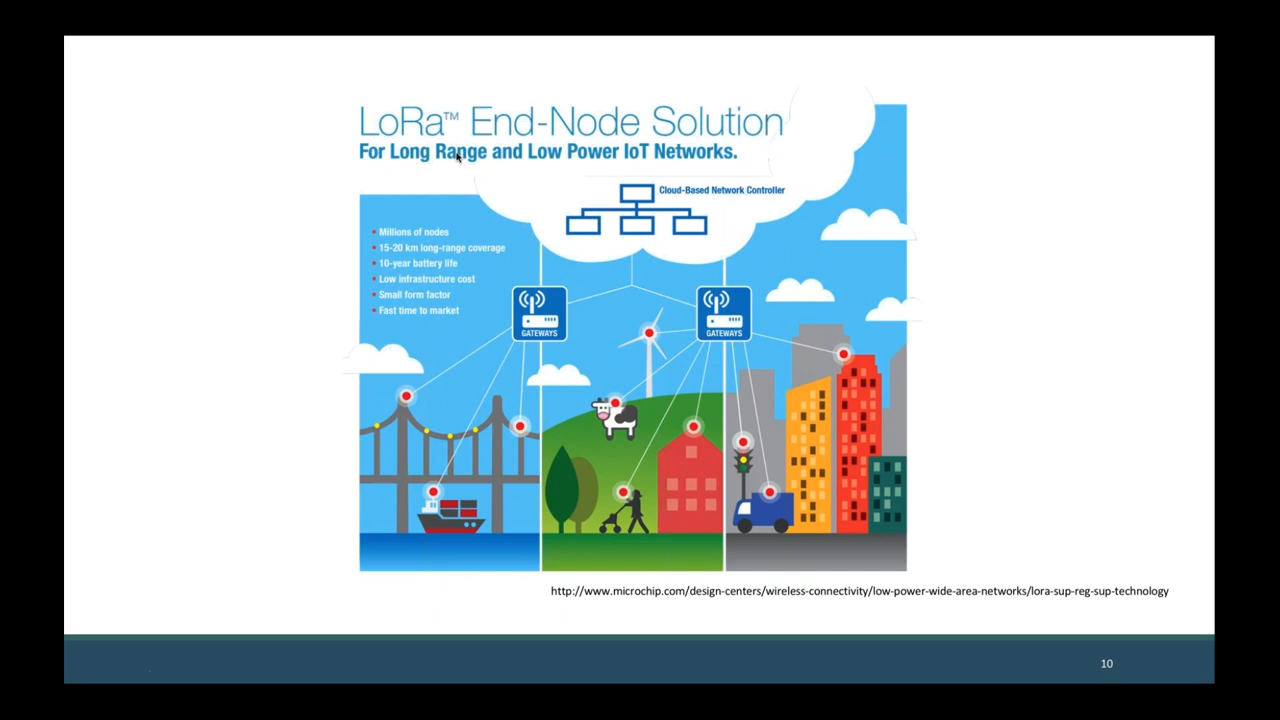 LoRa™ End-Node Solution
For Long Range and Low Power IoT Networks.
Cloud-Based Network Controller
▪ Millions of nodes
▪ 15-20 km long-range coverage
▪ 10-year battery life
▪ Low infrastructure cost
▪ Small form factor
▪ Fast time to market
GATEWAYS
GATEWAYS
http://www.microchip.com/design-centers/wireless-connectivity/low-power-wide-area-networks/lora-sup-reg-sup-technology
10